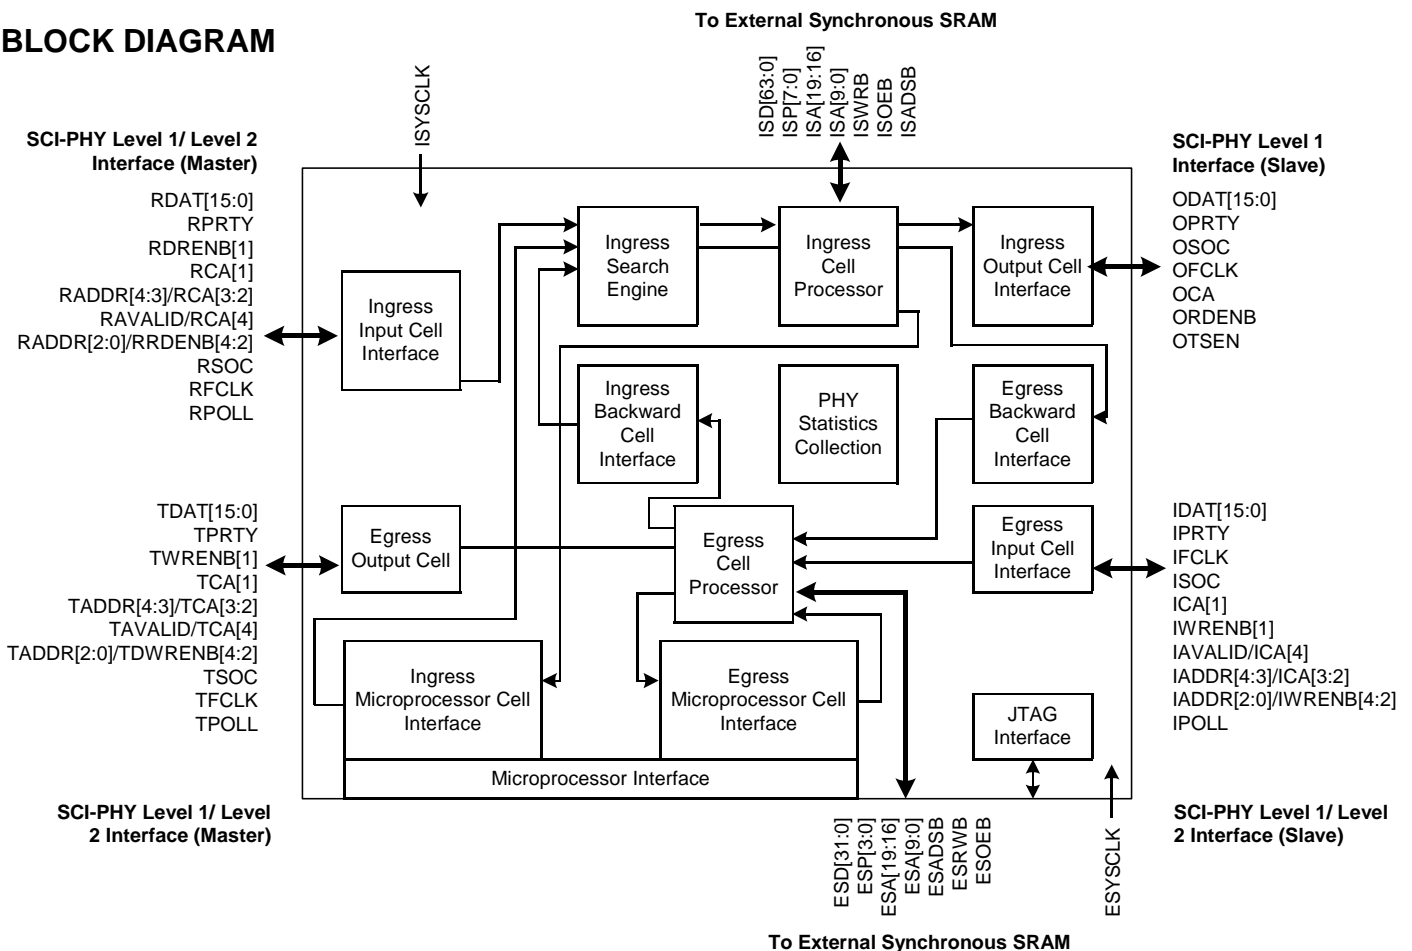 To External Synchronous SRAM
BLOCK DIAGRAM
ISYSCLK
ISD[63:0]
ISP[7:0]
ISA[19:16]
ISA[9:0]
ISWRB
ISOEB
ISADSB
SCI-PHY Level 1/ Level 2
Interface (Master)
RDAT[15:0]
RPRTY
RDRENB[1]
RCA[1]
RADDR[4:3]/RCA[3:2]
RAVALID/RCA[4]
RADDR[2:0]/RRDENB[4:2]
RSOC
RFCLK
RPOLL
SCI-PHY Level 1
Interface (Slave)
ODAT[15:0]
OPRTY
OSOC
OFCLK
OCA
ORDENB
OTSEN
Ingress
Input Cell
Interface
Ingress
Search
Engine
Ingress
Cell
Processor
Ingress
Output Cell
Interface
Ingress
Backward
Cell
Interface
PHY
Statistics
Collection
Egress
Backward
Cell
Interface
TDAT[15:0]
TPRTY
TWRENB[1]
TCA[1]
TADDR[4:3]/TCA[3:2]
TAVALID/TCA[4]
TADDR[2:0]/TDWRENB[4:2]
TSOC
TFCLK
TPOLL
Egress
Output Cell
Egress
Cell
Processor
Egress
Input Cell
Interface
IDAT[15:0]
IPRTY
IFCLK
ISOC
ICA[1]
IWRENB[1]
IAVALID/ICA[4]
IADDR[4:3]/ICA[3:2]
IADDR[2:0]/IWRENB[4:2]
IPOLL
Ingress
Microprocessor Cell
Interface
Egress
Microprocessor Cell
Interface
JTAG
Interface
Microprocessor Interface
SCI-PHY Level 1/ Level
2 Interface (Master)
SCI-PHY Level 1/ Level
2 Interface (Slave)
ESD[31:0]
ESP[3:0]
ESA[19:16]
ESA[9:0]
ESADSB
ESRWB
ESOEB
ESYSCLK
To External Synchronous SRAM